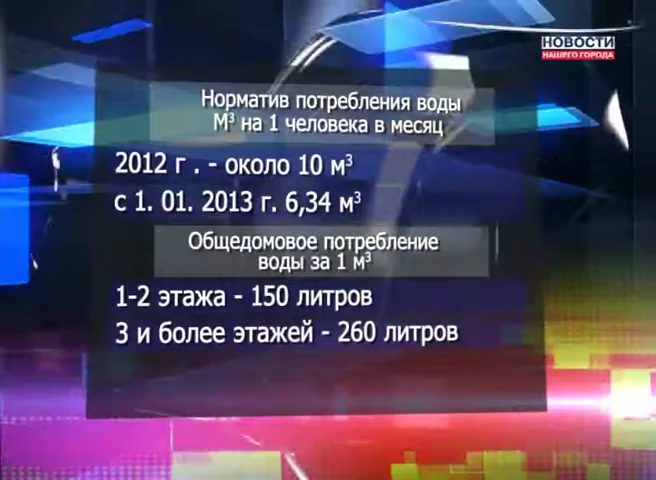 НОВОСТИ
НАШЕГО ГОРОДА
Норматив потребления воды
М³ на 1 человека в месяц
2012 г . - около 10 м³
с 1. 01. 2013 г. 6,34 м³
Общедомовое потребление
воды за 1 м³
1-2 этажа - 150 литров
3 и более этажей - 260 литров